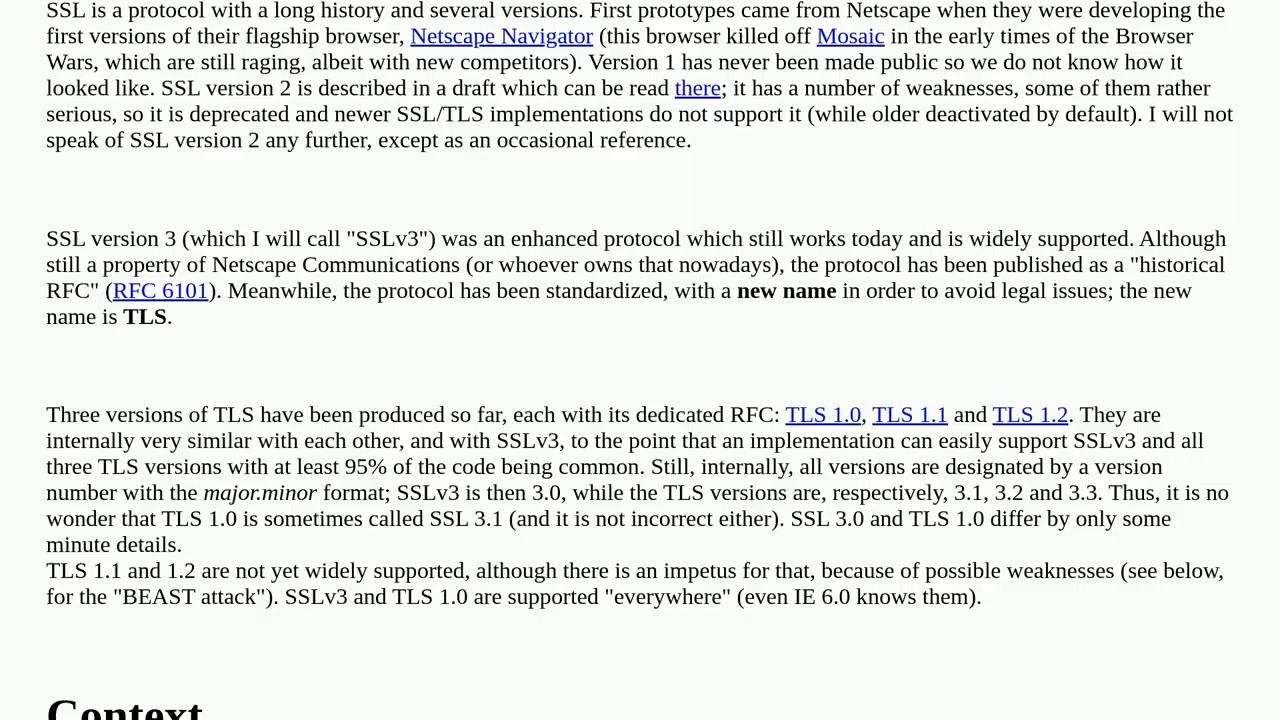 SSL is a protocol with a long history and several versions. First prototypes came from Netscape when they were developing the
first versions of their flagship browser, Netscape Navigator (this browser killed off Mosaic in the early times of the Browser
Wars, which are still raging, albeit with new competitors). Version 1 has never been made public so we do not know how it
looked like. SSL version 2 is described in a draft which can be read there; it has a number of weaknesses, some of them rather
serious, so it is deprecated and newer SSL/TLS implementations do not support it (while older deactivated by default). I will not
speak of SSL version 2 any further, except as an occasional reference.
SSL version 3 (which I will call "SSLv3") was an enhanced protocol which still works today and is widely supported. Although
still a property of Netscape Communications (or whoever owns that nowadays), the protocol has been published as a "historical
RFC" (RFC 6101). Meanwhile, the protocol has been standardized, with a new name in order to avoid legal issues; the new
name is TLS.
Three versions of TLS have been produced so far, each with its dedicated RFC: TLS 1.0, TLS 1.1 and TLS 1.2. They are
internally very similar with each other, and with SSLv3, to the point that an implementation can easily support SSLv3 and all
three TLS versions with at least 95% of the code being common. Still, internally, all versions are designated by a version
number with the major.minor format; SSLv3 is then 3.0, while the TLS versions are, respectively, 3.1, 3.2 and 3.3. Thus, it is no
wonder that TLS 1.0 is sometimes called SSL 3.1 (and it is not incorrect either). SSL 3.0 and TLS 1.0 differ by only some
minute details.
TLS 1.1 and 1.2 are not yet widely supported, although there is an impetus for that, because of possible weaknesses (see below,
for the "BEAST attack"). SSLv3 and TLS 1.0 are supported "everywhere" (even IE 6.0 knows them).
Context